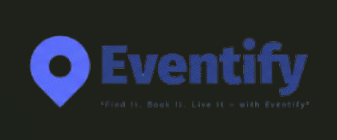 Eventify
"Find It. Book It. Live It – with Eventify"